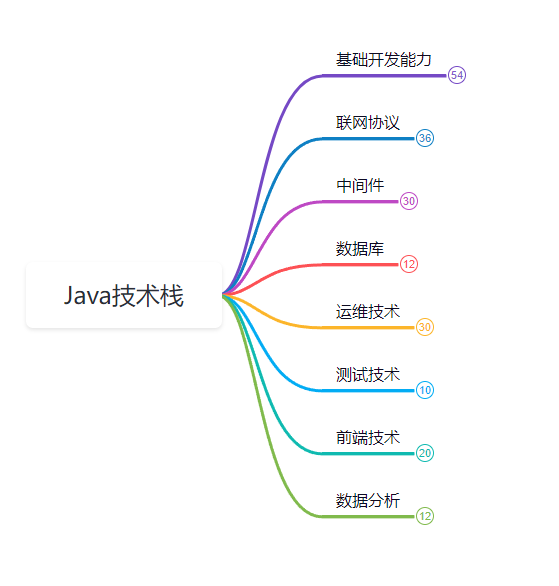 基础开发能力 54
联网协议 36
中间件 30
数据库 12
Java技术栈
运维技术 30
测试技术 10
前端技术 20
数据分析 12